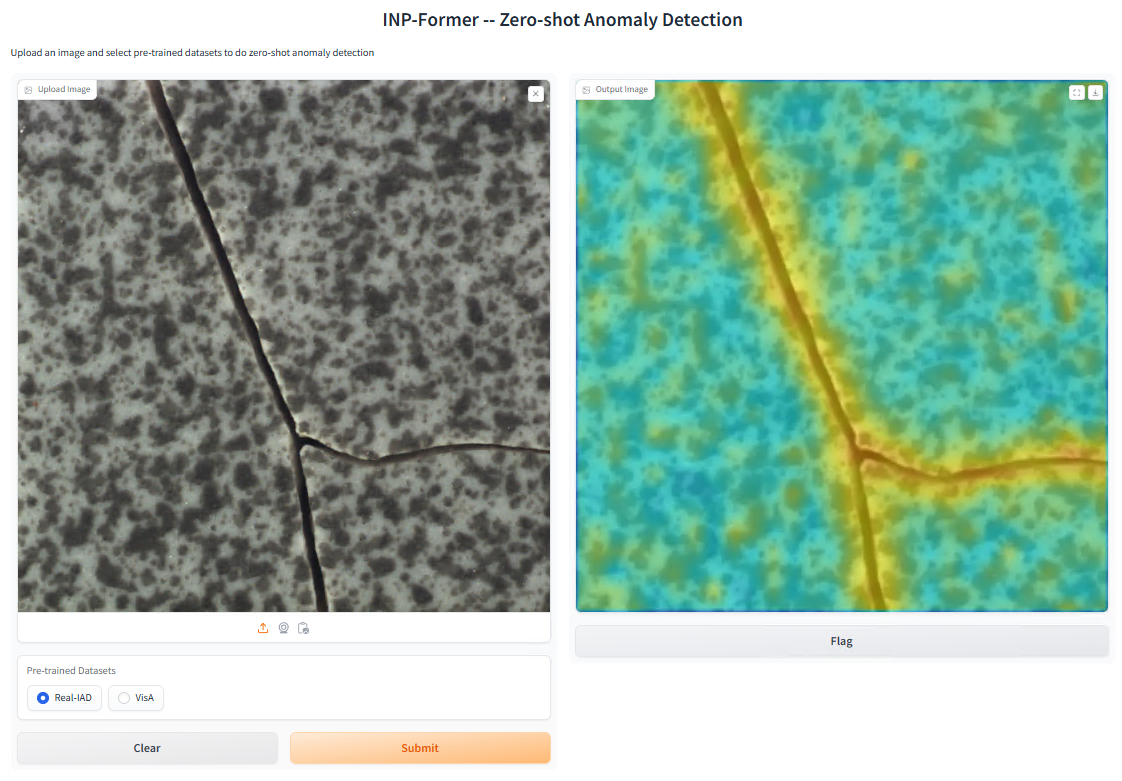 INP-Former -- Zero-shot Anomaly Detection
Upload an image and select pre-trained datasets to do zero-shot anomaly detection
Upload Image
Output Image
Flag
Pre-trained Datasets
Real-IAD
VisA
Clear
Submit